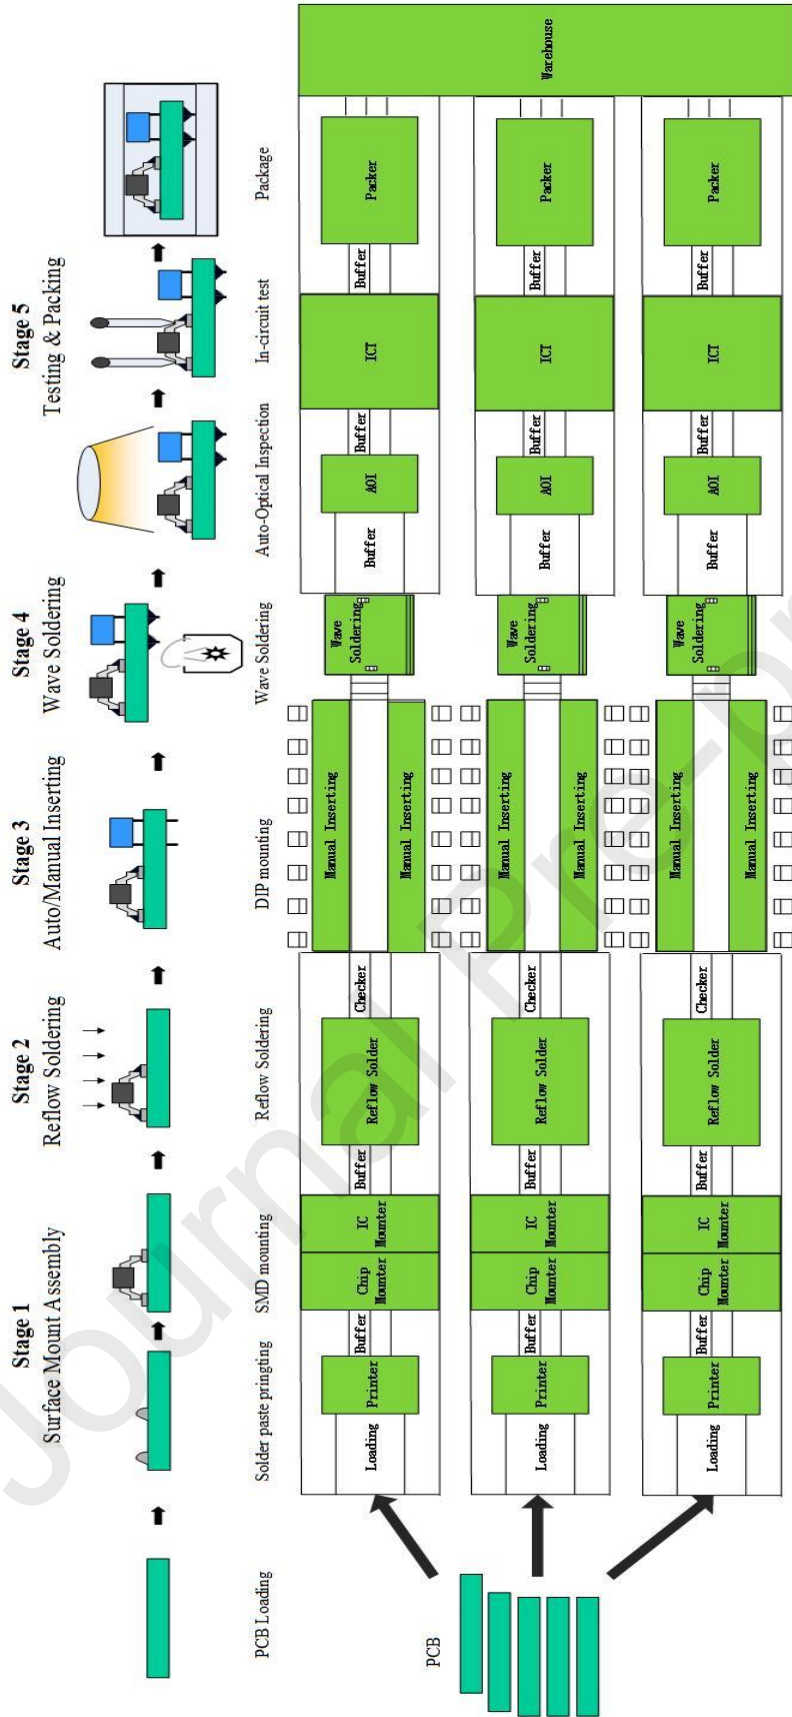 Stage 1
Surface Mount Assembly
Stage 2
Reflow Soldering
Stage 3
Auto/Manual Inserting
Stage 4
Wave Soldering
Stage 5
Testing & Packing
PCB Loading
Solder paste pringting
SMD mounting
Reflow Soldering
DIP mounting
Wave Soldering
Auto-Optical Inspection
In-circuit test
Package
PCB
Loading
Printer
Buffer
Chip
Mounter
IC
Mounter
Buffer
Reflow Solder
Checker
Manual Inserting
Manual Inserting
Wave
Soldering
Buffer
AOI
Buffer
ICT
Buffer
Packer
Loading
Printer
Buffer
Chip
Mounter
IC
Mounter
Buffer
Reflow Solder
Checker
Manual Inserting
Manual Inserting
Wave
Soldering
Buffer
AOI
Buffer
ICT
Buffer
Packer
Loading
Printer
Buffer
Chip
Mounter
IC
Mounter
Buffer
Reflow Solder
Checker
Manual Inserting
Manual Inserting
Wave
Soldering
Buffer
AOI
Buffer
ICT
Buffer
Packer
Warehouse
Journal Pre-pr